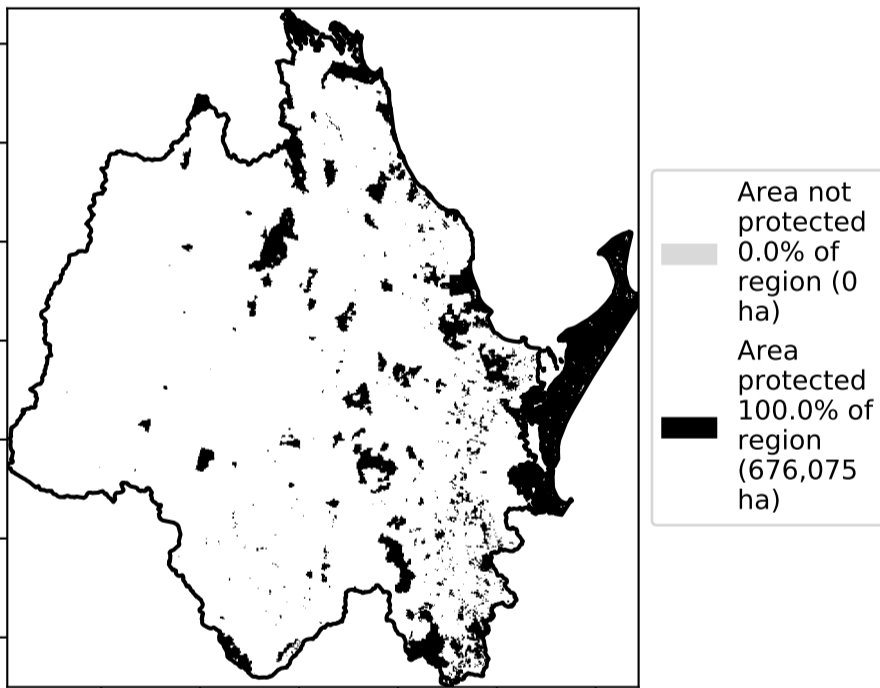 Area not
protected
0.0% of
region (0
ha)
Area
protected
100.0% of
region
(676,075
ha)